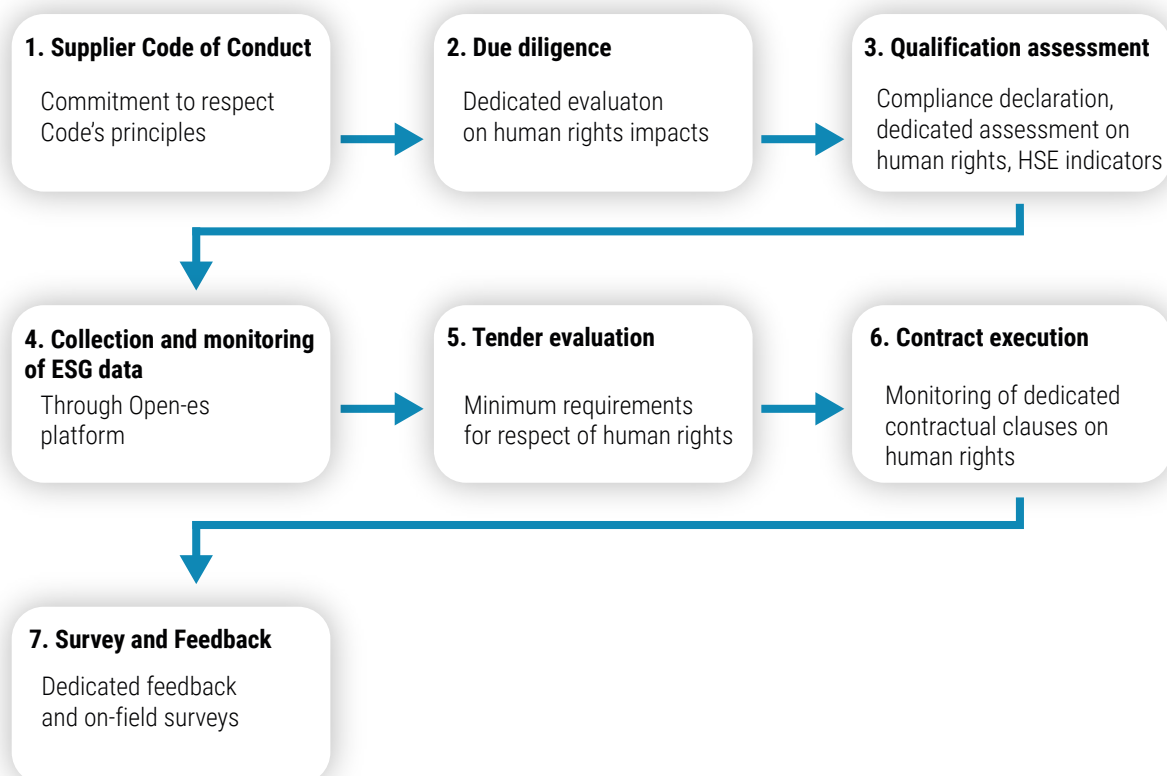 1. Supplier Code of Conduct
Commitment to respect
Code's principles
2. Due diligence
Dedicated evaluaton
on human rights impacts
3. Qualification assessment
Compliance declaration,
dedicated assessment on
human rights, HSE indicators
4. Collection and monitoring
of ESG data
Through Open-es
platform
5. Tender evaluation
Minimum requirements
for respect of human rights
6. Contract execution
Monitoring of dedicated
contractual clauses on
human rights
7. Survey and Feedback
Dedicated feedback
and on-field surveys